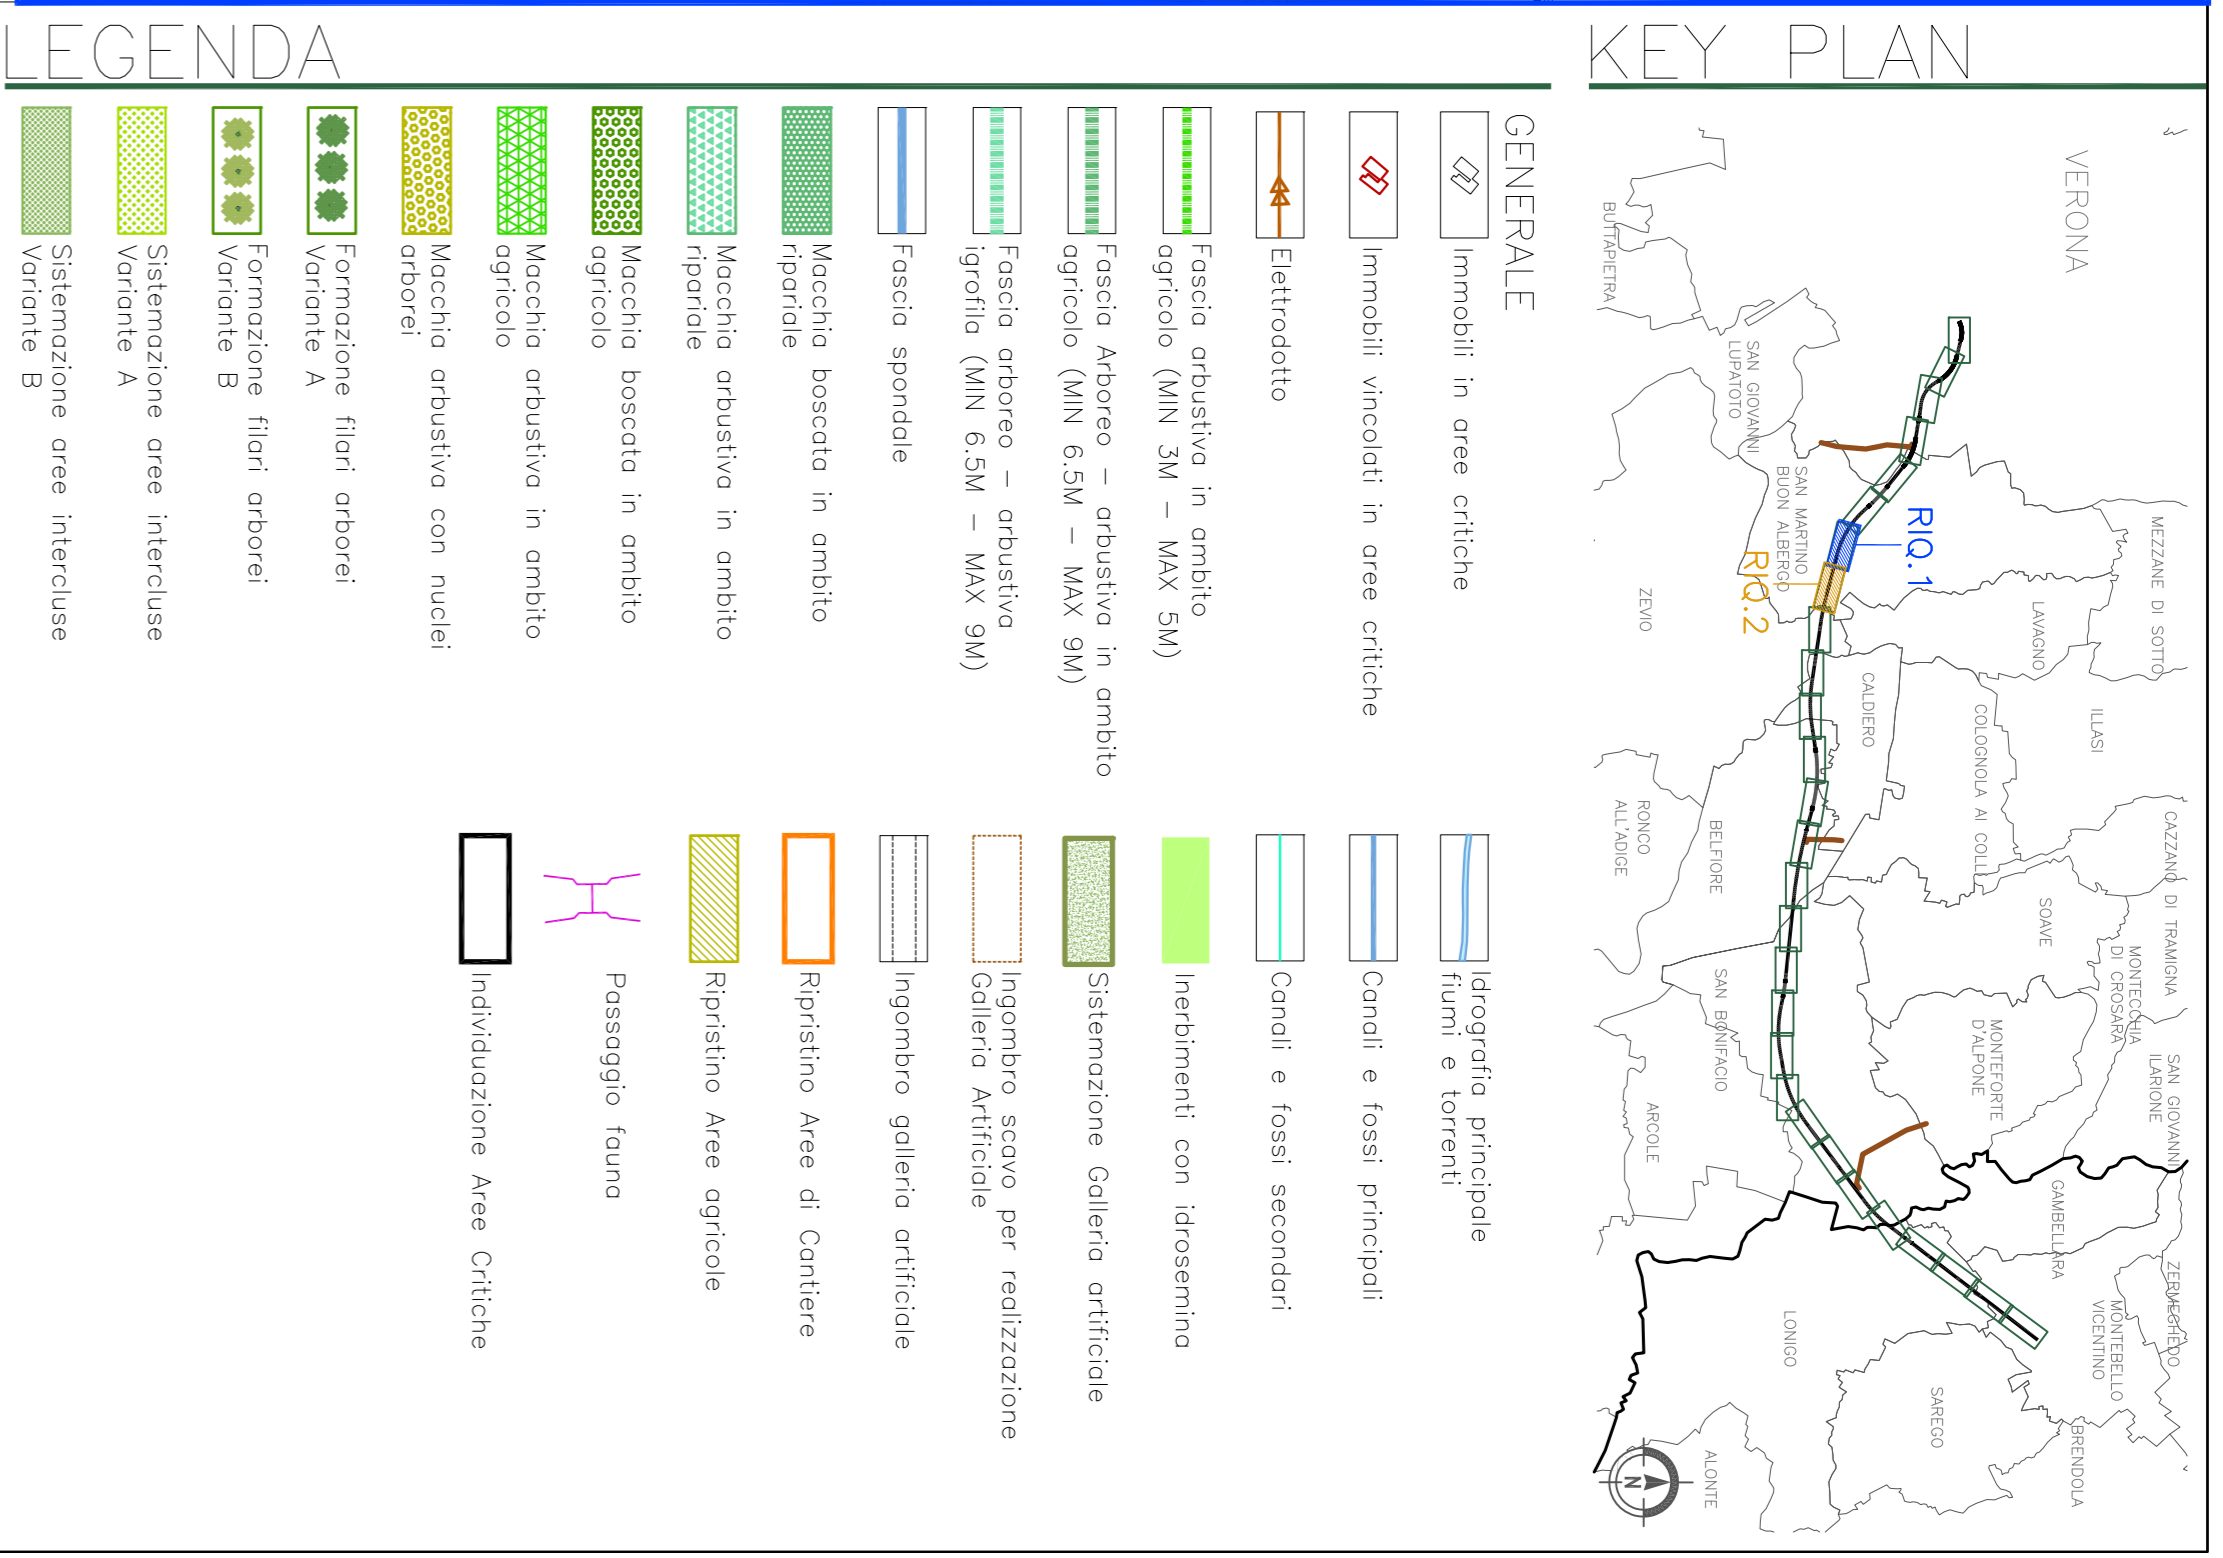 KEY PLAN
VERONA
BUTTAPIETRA
SAN GIOVANNI
LUPATOTO
SAN MARTINO
BUON ALBERGO
RIQ.1
RIQ.2
ZEVIO
MEZZANE DI SOTTO
LAVAGNO
ILLASI
CALDIERO
COLOGNOLA AI COLLI
CAZZANO DI TRAMIGNA
RONCO
ALL'ADIGE
BELFIORE
SOAVE
MONTECCHIA
DI CROSARA
SAN BONIFACIO
MONTEFORTE
D'ALPONE
SAN GIOVANNI
ILARIONE
ARCOLE
GAMBELLARA
ZERMEGHEDO
MONTEBELLO
VICENTINO
LONIGO
SAREGO
BRENDOLA
ALONTE
N
LEGENDA
GENERALE
Immobili in aree critiche
Immobili vincolati in aree critiche
Elettrodotto
Fascia arbustiva in ambito
agricolo (MIN 3M – MAX 5M)
Fascia Arboreo – arbustiva in ambito
agricolo (MIN 6.5M – MAX 9M)
Fascia arboreo – arbustiva
igrofila (MIN 6.5M – MAX 9M)
Fascia spondale
Macchia boscata in ambito
ripariale
Macchia arbustiva in ambito
ripariale
Macchia boscata in ambito
agricolo
Macchia arbustiva in ambito
agricolo
Macchia arbustiva con nuclei
arborei
Formazione filari arborei
Variante A
Formazione filari arborei
Variante B
Sistemazione aree intercluse
Variante A
Sistemazione aree intercluse
Variante B
Idrografia principale
fiumi e torrenti
Canali e fossi principali
Canali e fossi secondari
Inerbimenti con idrosemina
Sistemazione Galleria artificiale
Ingombro scavo per realizzazione
Galleria Artificiale
Ingombro galleria artificiale
Ripristino Aree di Cantiere
Ripristino Aree agricole
Passaggio fauna
Individuazione Aree Critiche